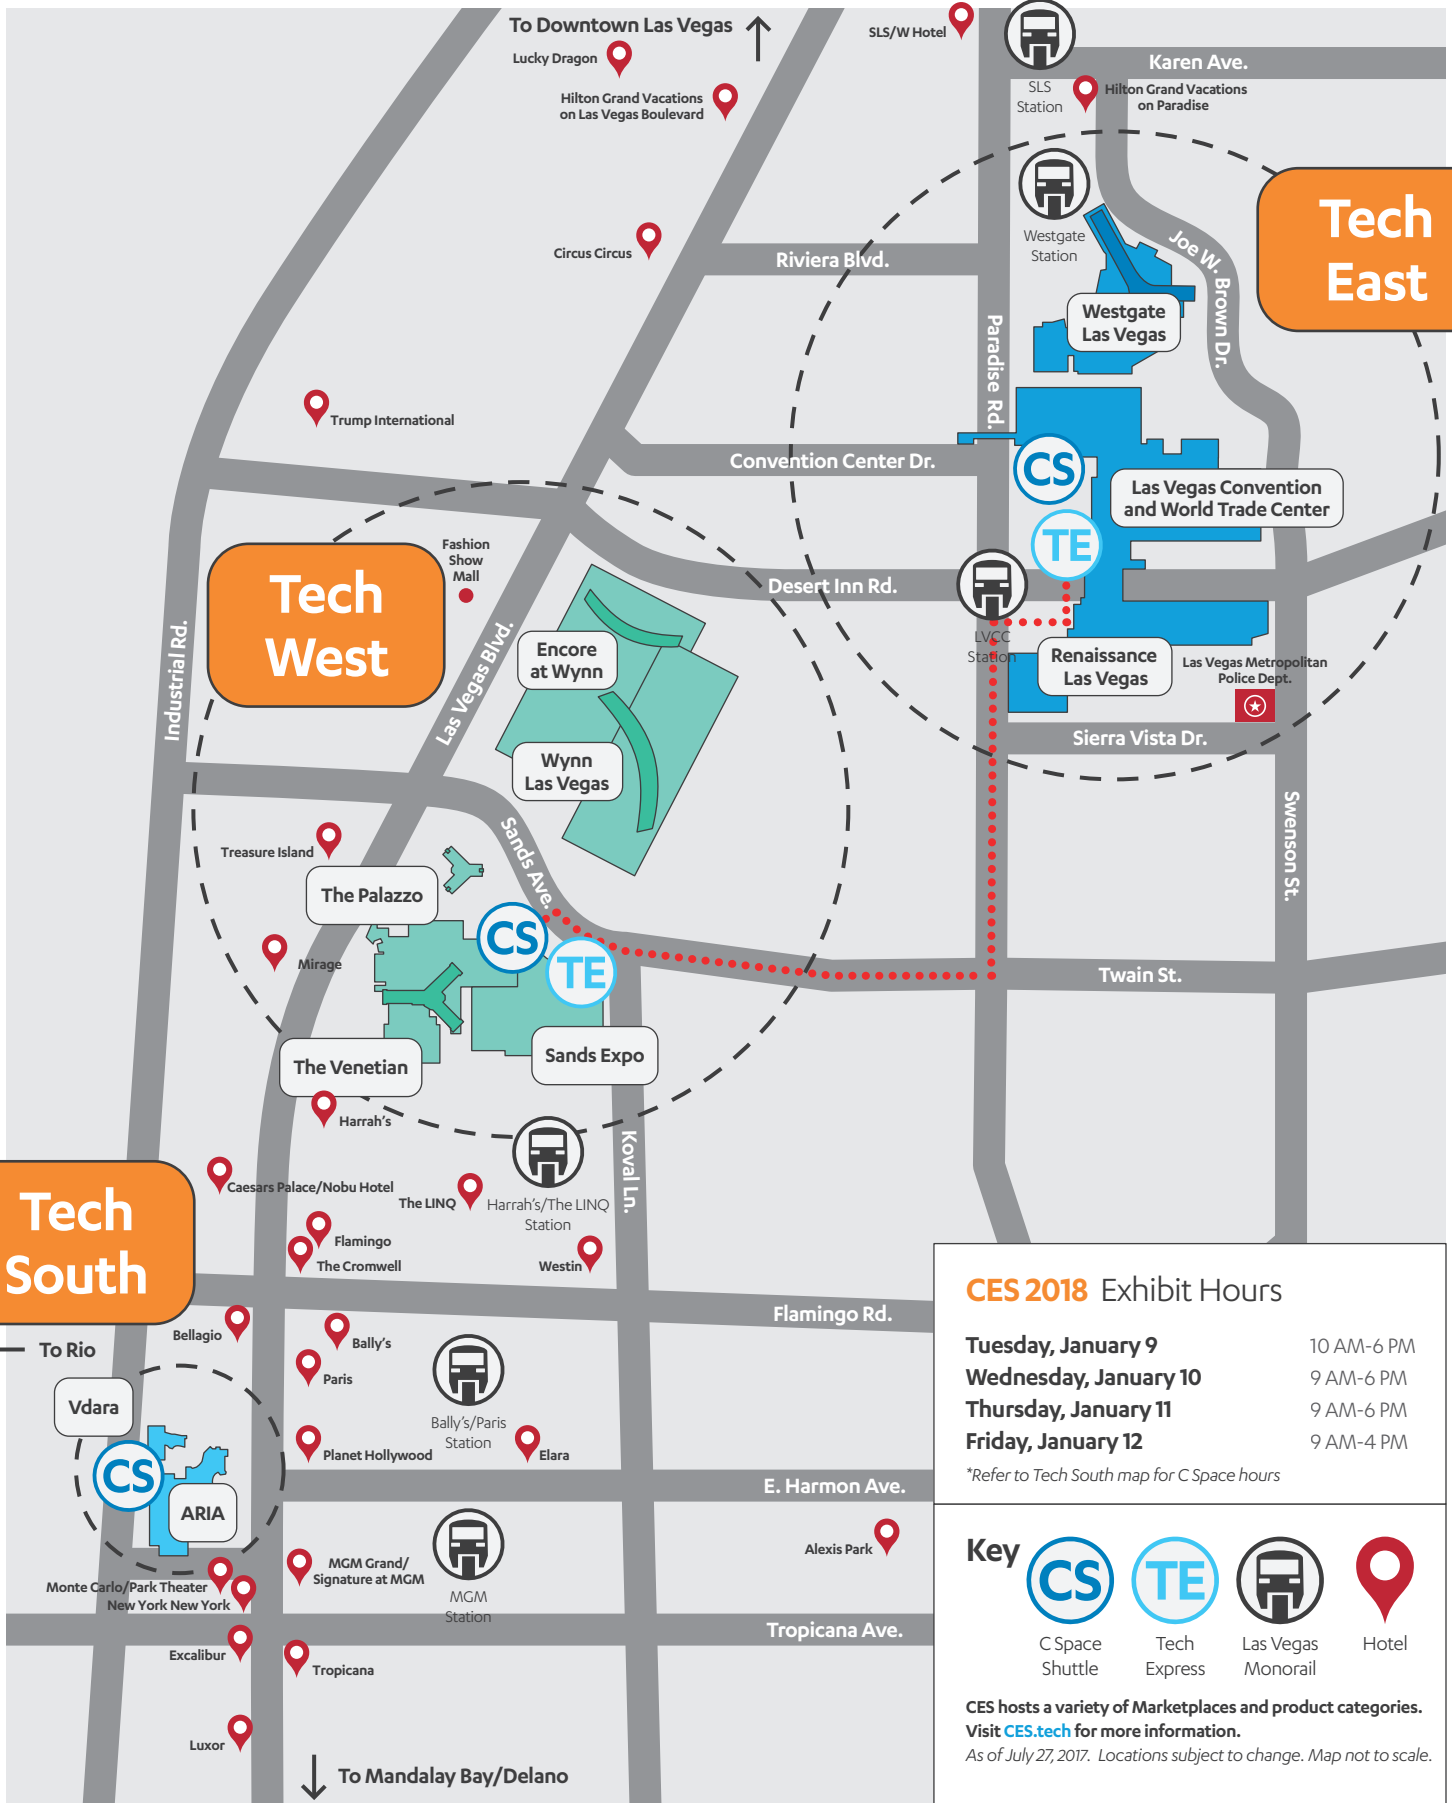 To Downtown Las Vegas
SLS/W Hotel
Lucky Dragon
Hilton Grand Vacations
on Las Vegas Boulevard
Karen Ave.
SLS
Station
Hilton Grand Vacations
on Paradise
Tech
East
Westgate
Station
Joe W. Brown Dr.
Circus Circus
Riviera Blvd.
Westgate
Las Vegas
Paradise Rd.
Trump International
Convention Center Dr.
CS
Las Vegas Convention
and World Trade Center
TE
Fashion
Show
Mall
Tech
West
Desert Inn Rd.
LVCC
Station
Industrial Rd.
Las Vegas Blvd.
Encore
at Wynn
Renaissance
Las Vegas
Las Vegas Metropolitan
Police Dept.
Sierra Vista Dr.
Wynn
Las Vegas
Swenson St.
Treasure Island
Sands Ave.
The Palazzo
CS
TE
Mirage
Twain St.
Sands Expo
The Venetian
Harrah's
Koval Ln.
Caesars Palace/Nobu Hotel
The LINQ
Harrah's/The LINQ
Station
Tech
South
Flamingo
The Cromwell
Westin
Flamingo Rd.
Bellagio
Bally's
To Rio
Paris
Vdara
Bally's/Paris
Station
Planet Hollywood
Elara
CS
ARIA
E. Harmon Ave.
Alexis Park
MGM Grand/
Signature at MGM
Monte Carlo/Park Theater
New York New York
MGM
Station
Tropicana Ave.
Excalibur
Tropicana
Luxor
To Mandalay Bay/Delano
CES 2018 Exhibit Hours
Tuesday, January 9 10 AM-6 PM
Wednesday, January 10 9 AM-6 PM
Thursday, January 11 9 AM-6 PM
Friday, January 12 9 AM-4 PM
*Refer to Tech South map for C Space hours
Key
CS
TE
C Space
Shuttle
Tech
Express
Las Vegas
Monorail
Hotel
CES hosts a variety of Marketplaces and product categories.
Visit CES.tech for more information.
As of July 27, 2017. Locations subject to change. Map not to scale.